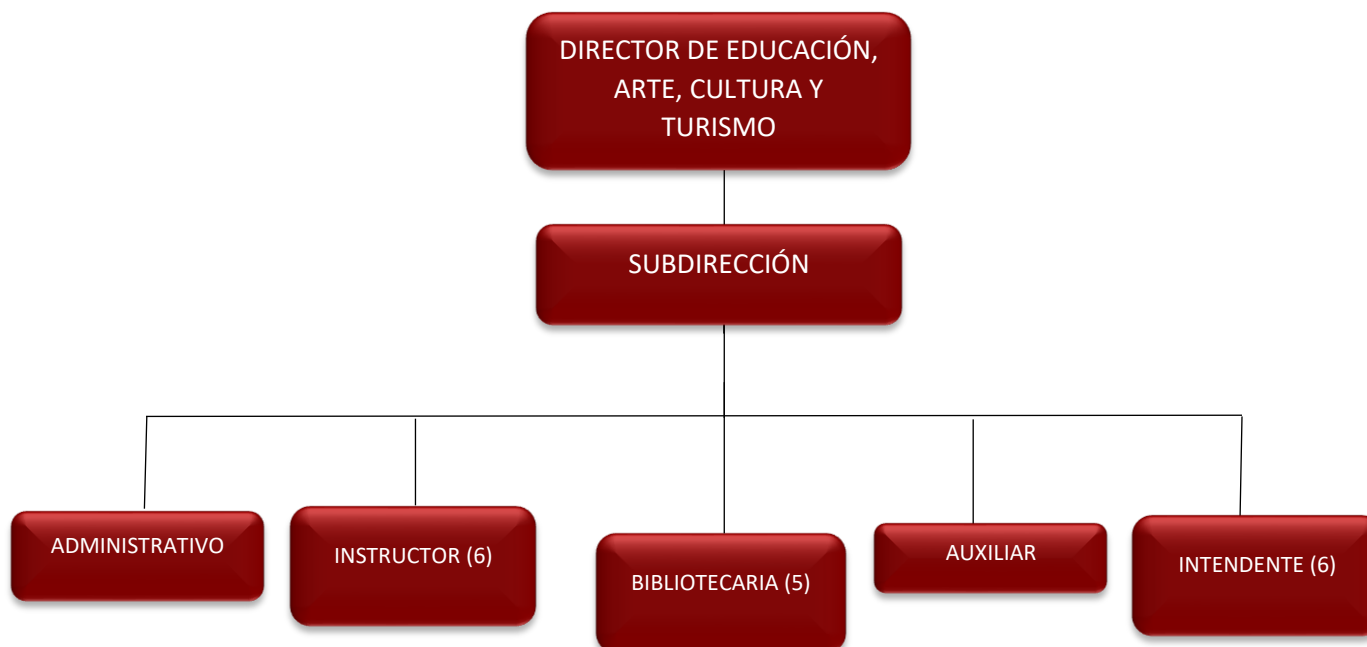 DIRECTOR DE EDUCACIÓN,
ARTE, CULTURA Y
TURISMO
SUBDIRECCIÓN
ADMINISTRATIVO
INSTRUCTOR (6)
BIBLIOTECARIA (5)
AUXILIAR
INTENDENTE (6)